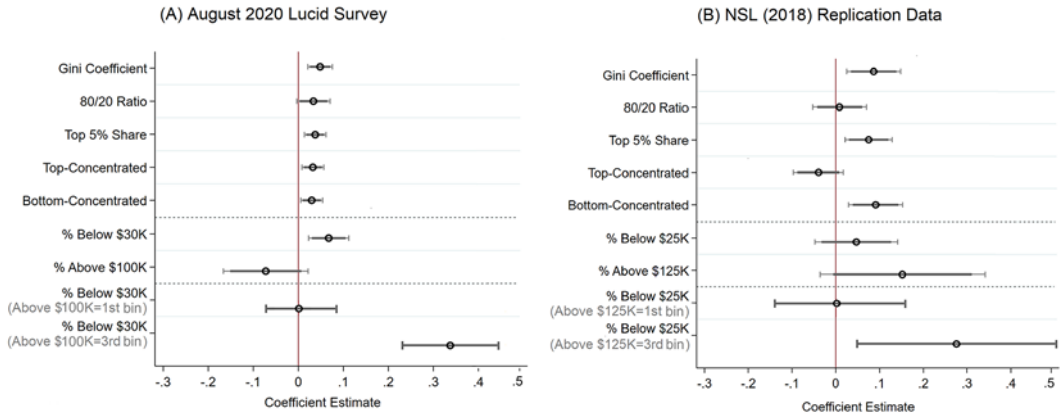 (A) August 2020 Lucid Survey
Gini Coefficient
80/20 Ratio
Top 5% Share
Top-Concentrated
Bottom-Concentrated
% Below $30K
% Above $100K
% Below $30K
(Above $100K=1st bin)
% Below $30K
(Above $100K=3rd bin)
-.3 -.2 -.1 0 .1 .2 .3 .4 .5
Coefficient Estimate
(B) NSL (2018) Replication Data
Gini Coefficient
80/20 Ratio
Top 5% Share
Top-Concentrated
Bottom-Concentrated
% Below $25K
% Above $125K
% Below $25K
(Above $125K=1st bin)
% Below $25K
(Above $125K=3rd bin)
-.3 -.2 -.1 0 .1 .2 .3 .4 .5
Coefficient Estimate